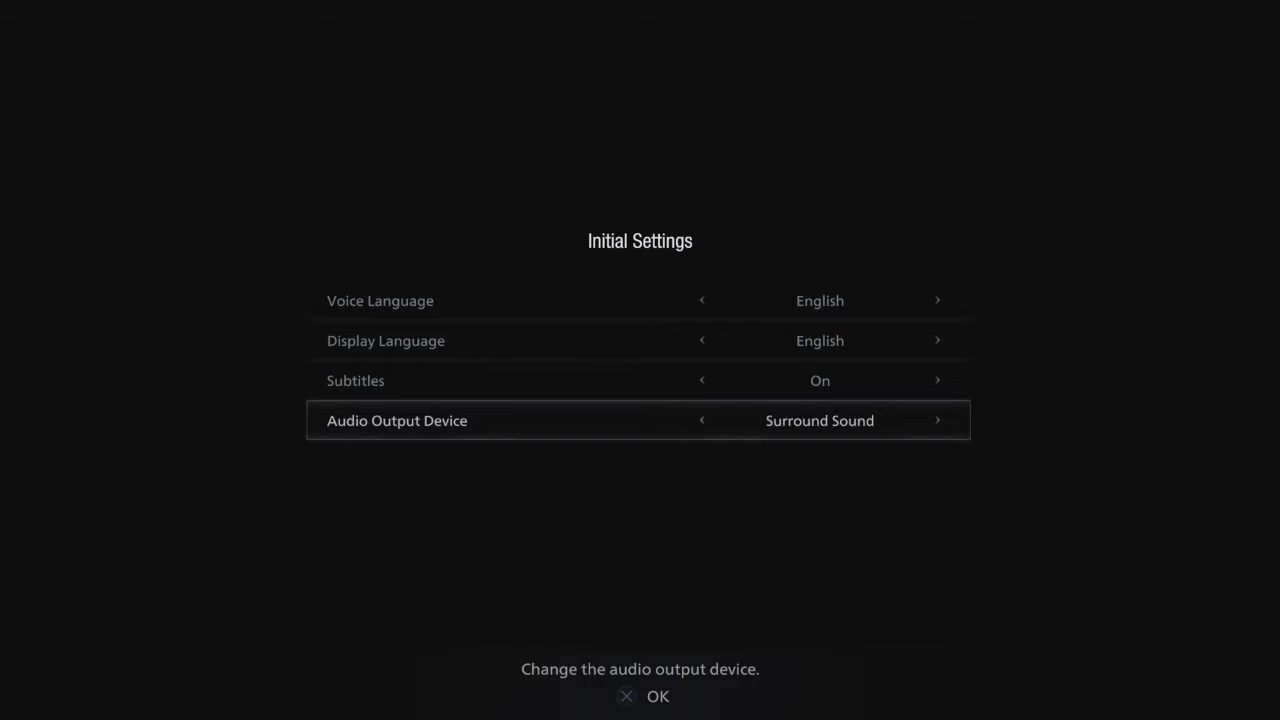 Initial Settings
Voice Language < English >
Display Language < English >
Subtitles < On >
Audio Output Device < Surround Sound >
Change the audio output device.
OK